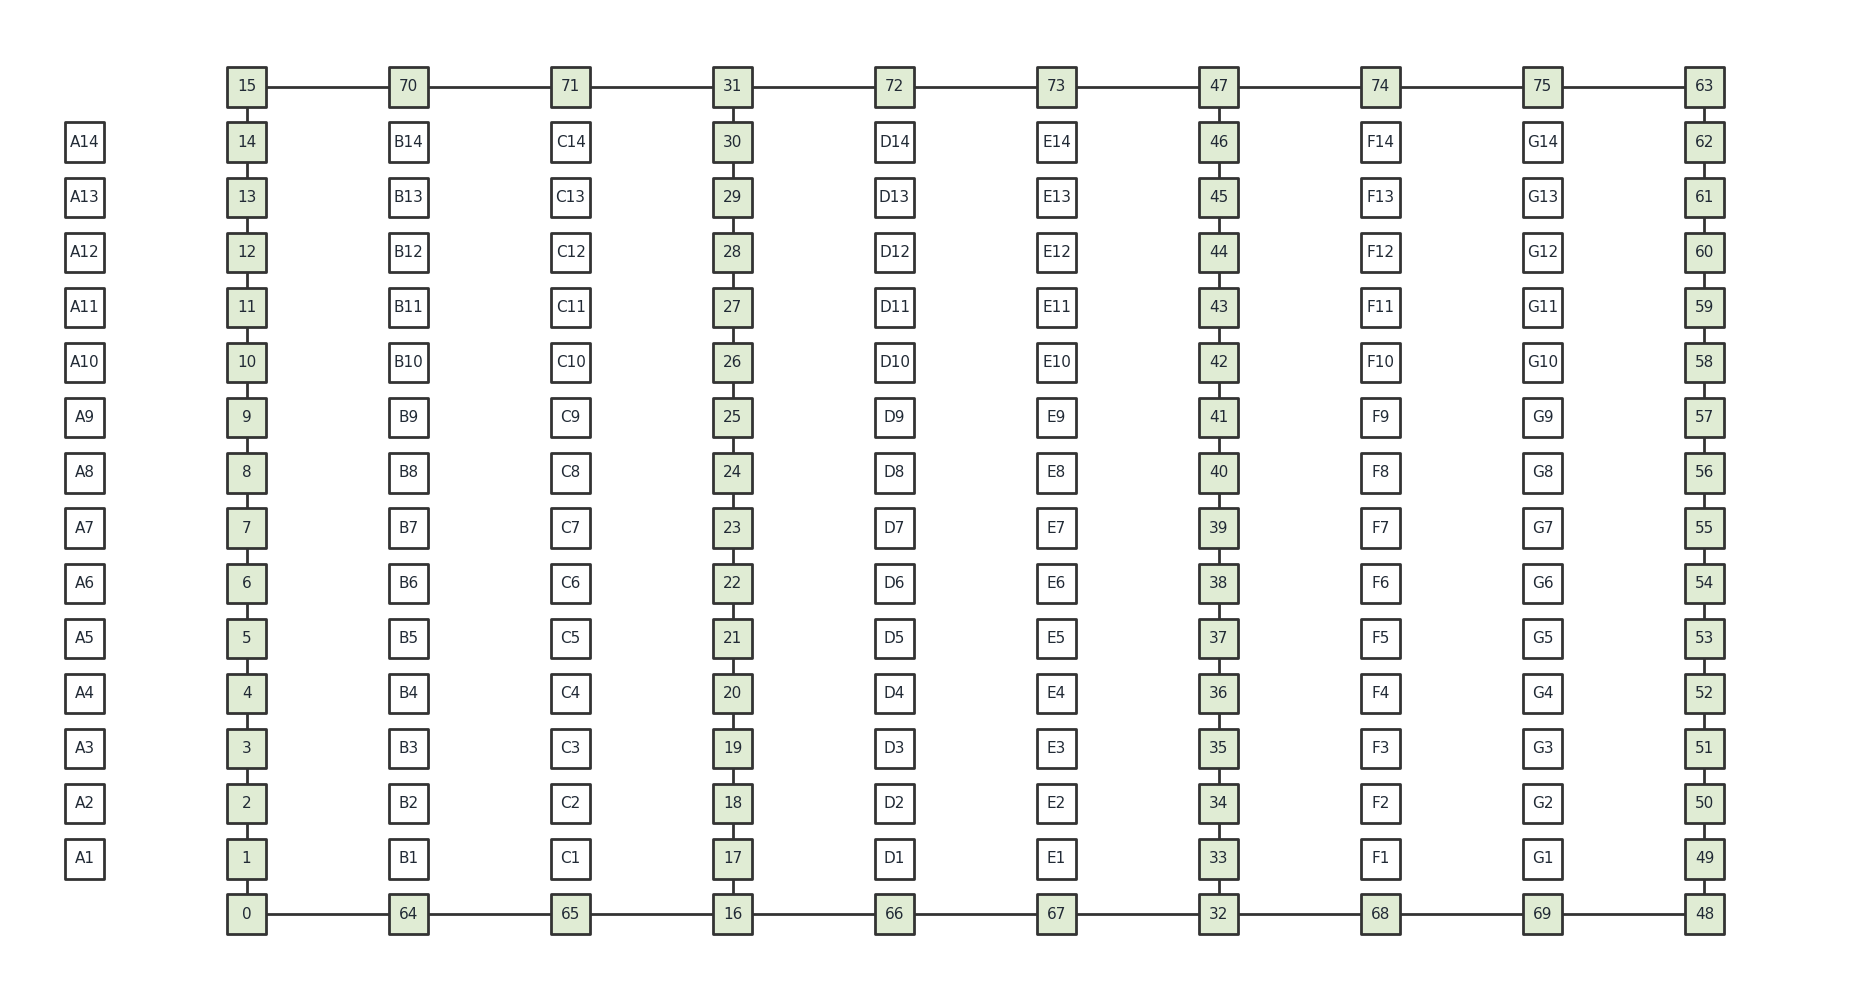 15 70 71 31 72 73 47 74 75 63
A14 14 B14 C14 30 D14 E14 46 F14 G14 62
A13 13 B13 C13 29 D13 E13 45 F13 G13 61
A12 12 B12 C12 28 D12 E12 44 F12 G12 60
A11 11 B11 C11 27 D11 E11 43 F11 G11 59
A10 10 B10 C10 26 D10 E10 42 F10 G10 58
A9 9 B9 C9 25 D9 E9 41 F9 G9 57
A8 8 B8 C8 24 D8 E8 40 F8 G8 56
A7 7 B7 C7 23 D7 E7 39 F7 G7 55
A6 6 B6 C6 22 D6 E6 38 F6 G6 54
A5 5 B5 C5 21 D5 E5 37 F5 G5 53
A4 4 B4 C4 20 D4 E4 36 F4 G4 52
A3 3 B3 C3 19 D3 E3 35 F3 G3 51
A2 2 B2 C2 18 D2 E2 34 F2 G2 50
A1 1 B1 C1 17 D1 E1 33 F1 G1 49
0 64 65 16 66 67 32 68 69 48